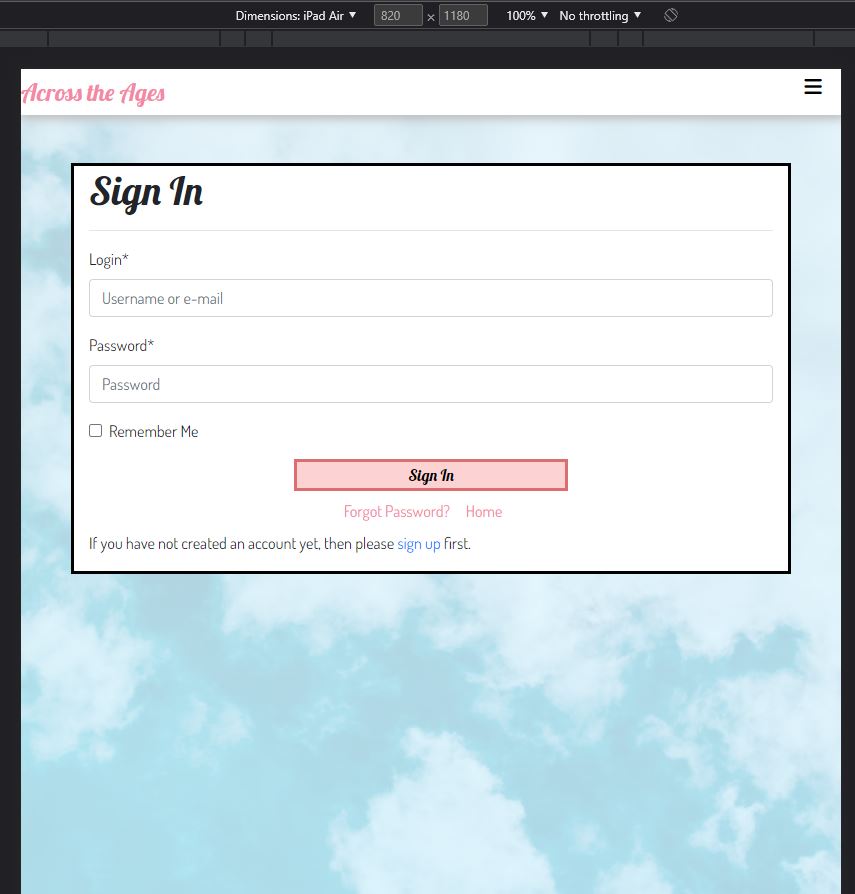 Dimensions: iPad Air 820 × 1180 100% No throttling
Across the Ages
Sign In
Login*
Username or e-mail
Password*
Password
Remember Me
Sign In
Forgot Password? Home
If you have not created an account yet, then please sign up first.